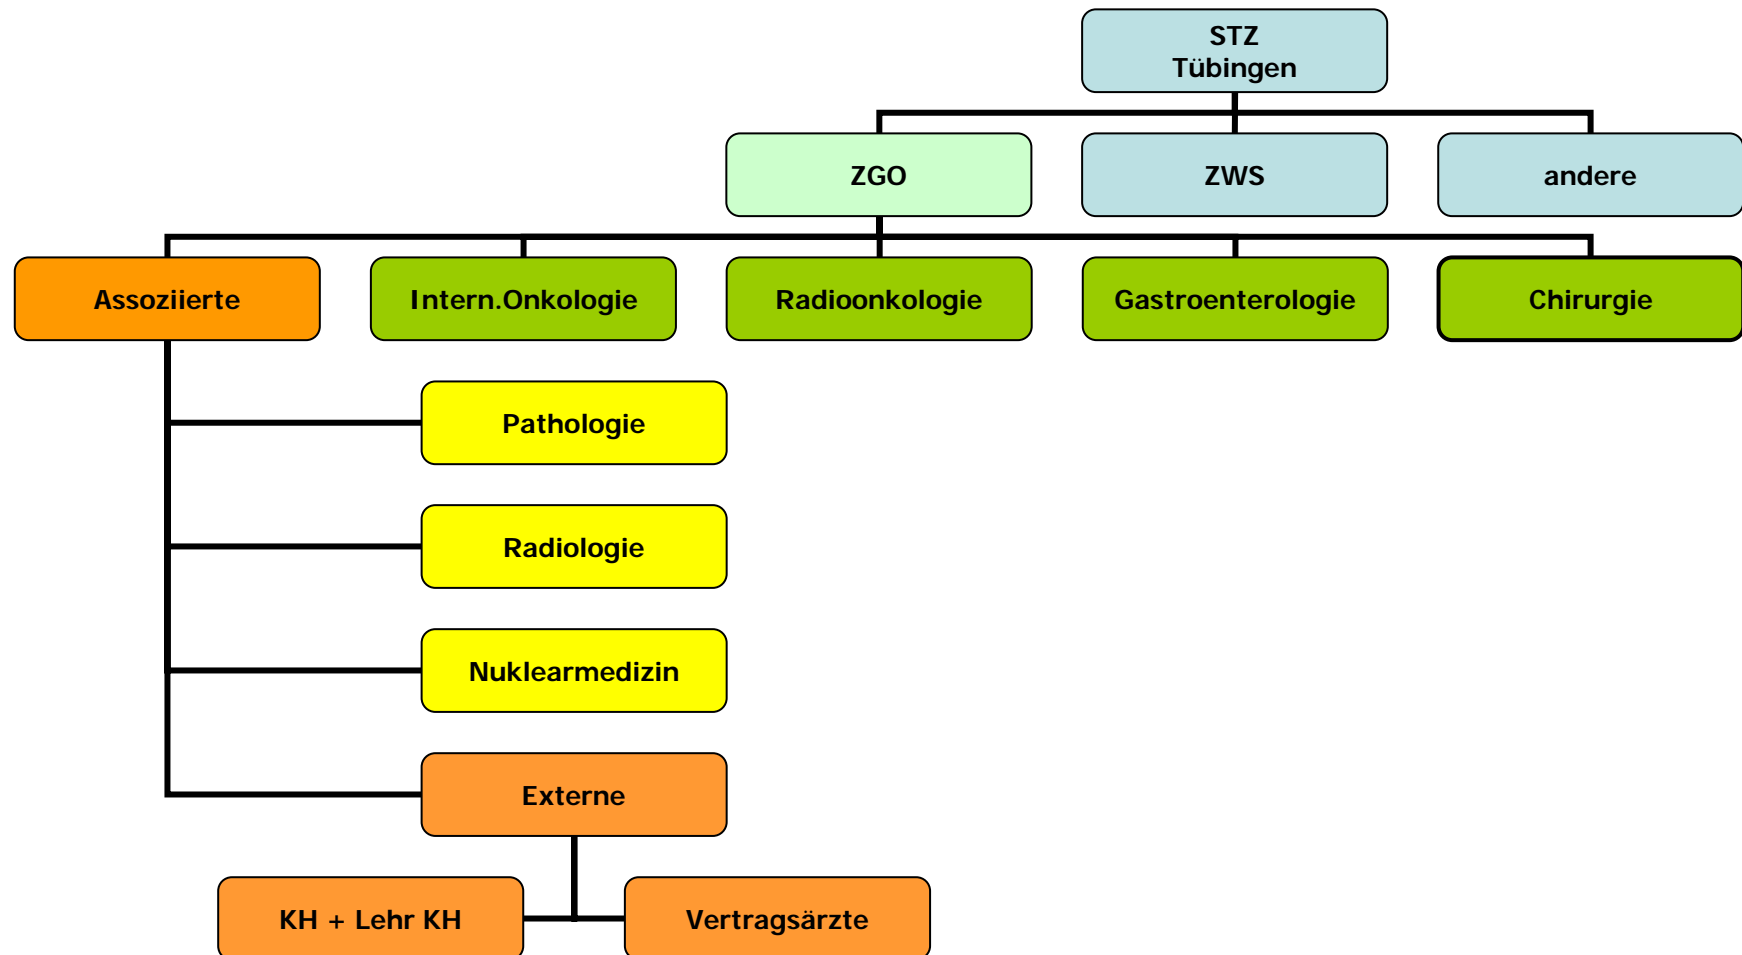 STZ
Tübingen
ZGO
ZWS
andere
Assoziierte
Intern.Onkologie
Radioonkologie
Gastroenterologie
Chirurgie
Pathologie
Radiologie
Nuklearmedizin
Externe
KH + Lehr KH
Vertragsärzte